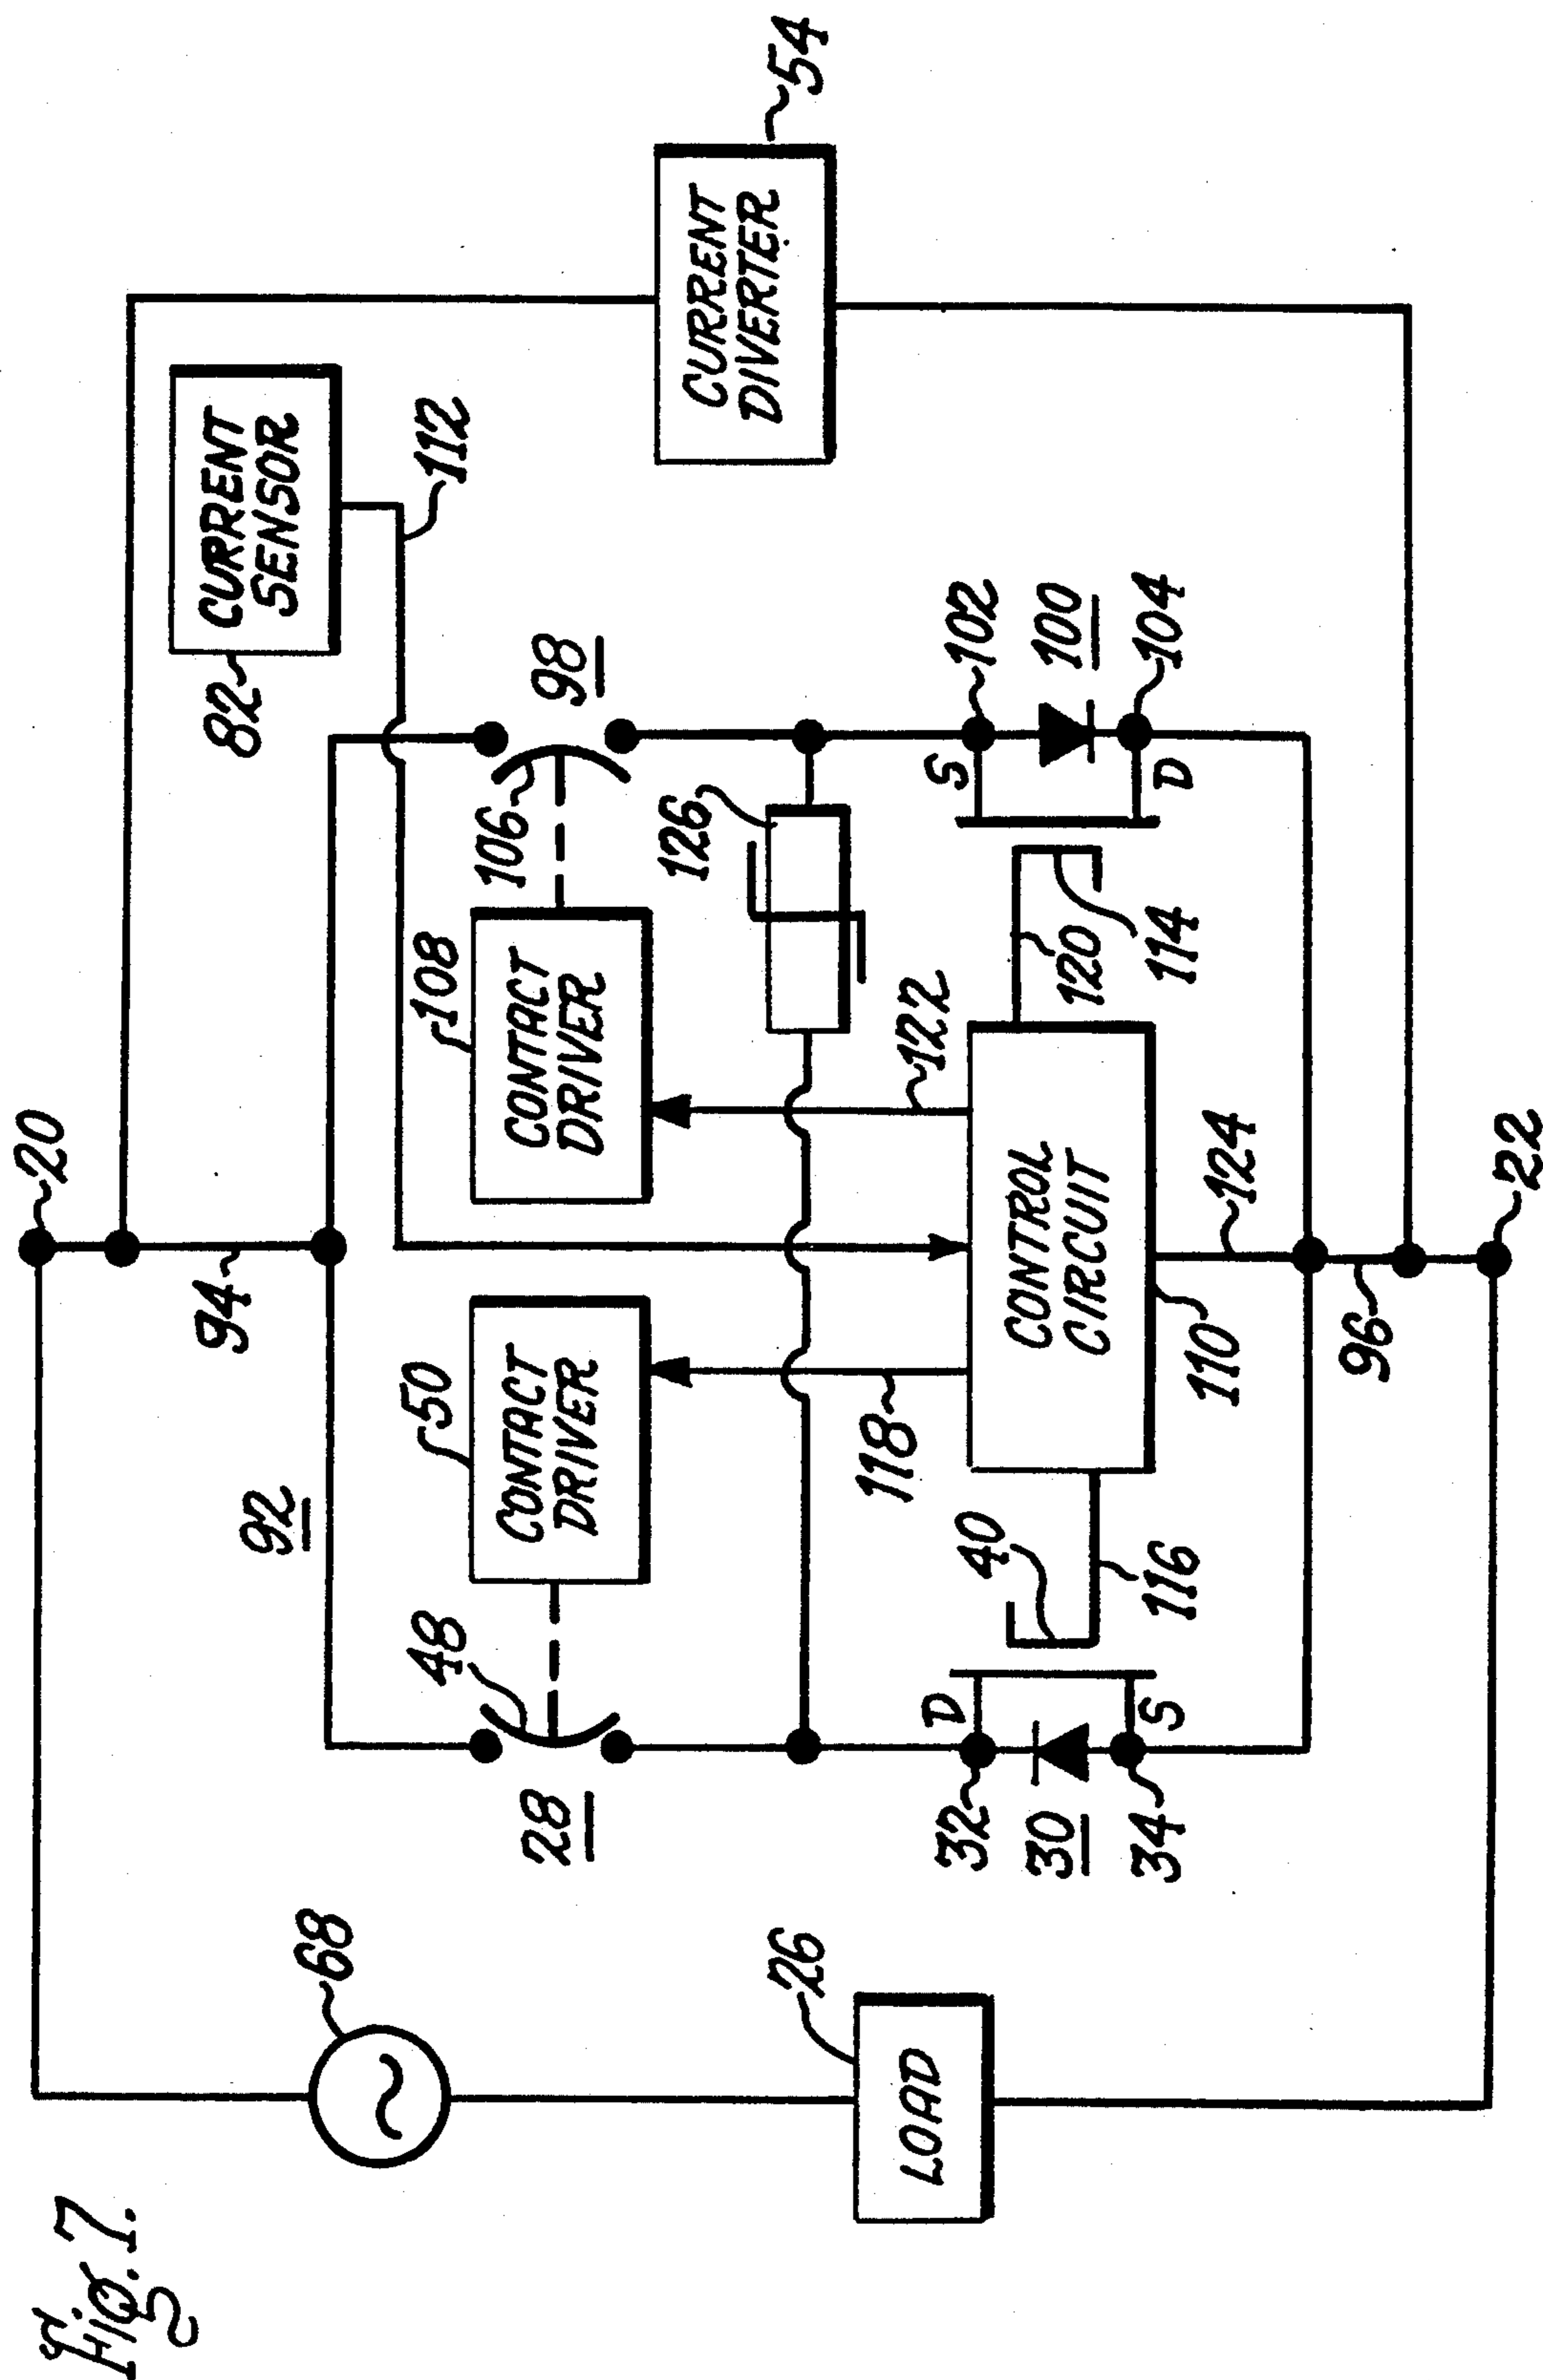 Fig. 7.
68
26
LOAD
92
94
20
28
48
50
CONTACT
DRIVER
108
CONTACT
DRIVER
106
98
82
CURRENT
SENSOR
112
CURRENT
DIVERTER
54
126
118
122
32
30
34
D
S
40
116
CONTROL
CIRCUIT
110
124
120
114
S
D
102
100
104
96
22